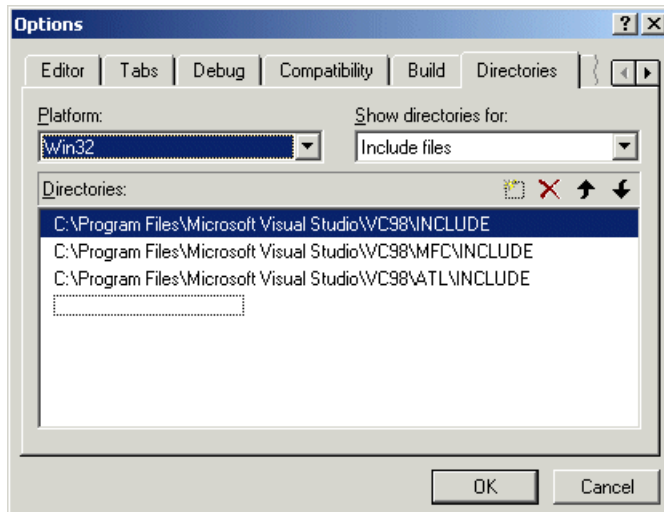 Options
Editor Tabs Debug Compatibility Build Directories
Platform: Show directories for:
Win32 Include files
Directories:
C:\Program Files\Microsoft Visual Studio\VC98\INCLUDE
C:\Program Files\Microsoft Visual Studio\VC98\MFC\INCLUDE
C:\Program Files\Microsoft Visual Studio\VC98\ATL\INCLUDE
OK Cancel